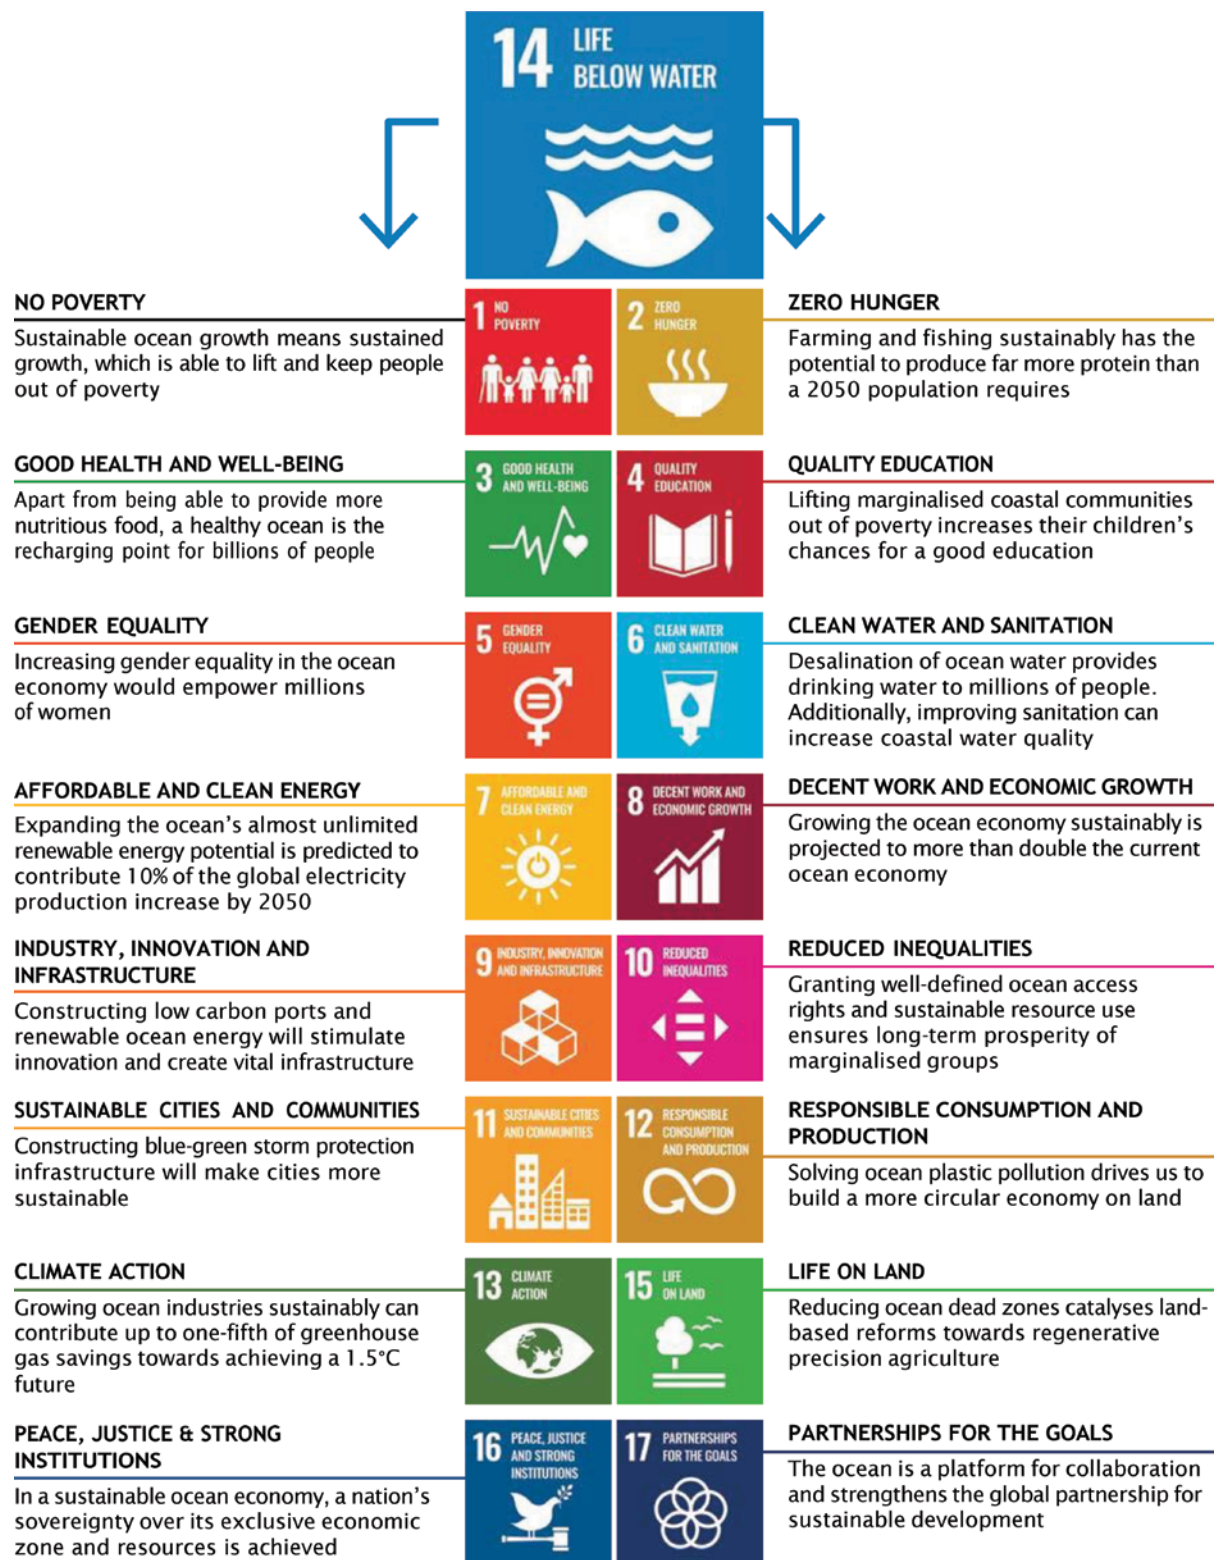 14 LIFE
BELOW WATER
NO POVERTY
Sustainable ocean growth means sustained
growth, which is able to lift and keep people
out of poverty
1 NO
POVERTY
2 ZERO
HUNGER
ZERO HUNGER
Farming and fishing sustainably has the
potential to produce far more protein than
a 2050 population requires
GOOD HEALTH AND WELL-BEING
Apart from being able to provide more
nutritious food, a healthy ocean is the
recharging point for billions of people
3 GOOD HEALTH
AND WELL-BEING
4 QUALITY
EDUCATION
QUALITY EDUCATION
Lifting marginalised coastal communities
out of poverty increases their children's
chances for a good education
GENDER EQUALITY
Increasing gender equality in the ocean
economy would empower millions
of women
5 GENDER
EQUALITY
6 CLEAN WATER
AND SANITATION
CLEAN WATER AND SANITATION
Desalination of ocean water provides
drinking water to millions of people.
Additionally, improving sanitation can
increase coastal water quality
AFFORDABLE AND CLEAN ENERGY
Expanding the ocean's almost unlimited
renewable energy potential is predicted to
contribute 10% of the global electricity
production increase by 2050
7 AFFORDABLE AND
CLEAN ENERGY
8 DECENT WORK AND
ECONOMIC GROWTH
DECENT WORK AND ECONOMIC GROWTH
Growing the ocean economy sustainably is
projected to more than double the current
ocean economy
INDUSTRY, INNOVATION AND
INFRASTRUCTURE
Constructing low carbon ports and
renewable ocean energy will stimulate
innovation and create vital infrastructure
9 INDUSTRY, INNOVATION
AND INFRASTRUCTURE
10 REDUCED
INEQUALITIES
REDUCED INEQUALITIES
Granting well-defined ocean access
rights and sustainable resource use
ensures long-term prosperity of
marginalised groups
SUSTAINABLE CITIES AND COMMUNITIES
Constructing blue-green storm protection
infrastructure will make cities more
sustainable
11 SUSTAINABLE CITIES
AND COMMUNITIES
12 RESPONSIBLE
CONSUMPTION
AND PRODUCTION
RESPONSIBLE CONSUMPTION AND
PRODUCTION
Solving ocean plastic pollution drives us to
build a more circular economy on land
CLIMATE ACTION
Growing ocean industries sustainably can
contribute up to one-fifth of greenhouse
gas savings towards achieving a 1.5°C
future
13 CLIMATE
ACTION
15 LIFE
ON LAND
LIFE ON LAND
Reducing ocean dead zones catalyses land-
based reforms towards regenerative
precision agriculture
PEACE, JUSTICE & STRONG
INSTITUTIONS
In a sustainable ocean economy, a nation's
sovereignty over its exclusive economic
zone and resources is achieved
16 PEACE, JUSTICE
AND STRONG
INSTITUTIONS
17 PARTNERSHIPS
FOR THE GOALS
PARTNERSHIPS FOR THE GOALS
The ocean is a platform for collaboration
and strengthens the global partnership for
sustainable development